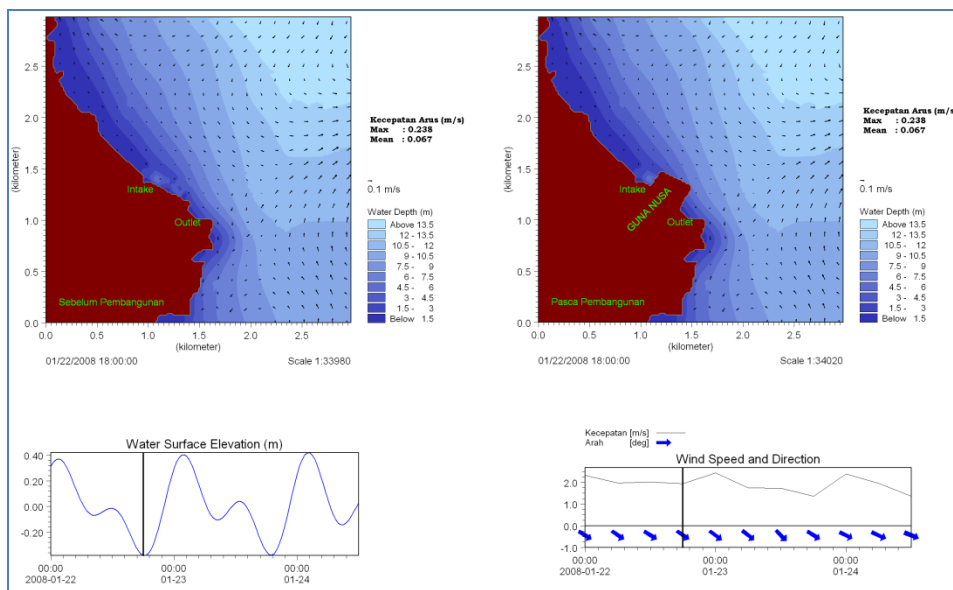 2.5
2.0
(kilometer)
1.5
1.0
0.5
0.0
Intake
Outlet
Sebelum Pembangunan
0.0 0.5 1.0 1.5 2.0 2.5
(kilometer)
01/22/2008 18:00:00 Scale 1:33980
Kecepatan Arus (m/s)
Max : 0.238
Mean : 0.067
0.1 m/s
Water Depth (m)
Above 13.5
12 - 13.5
10.5 - 12
9 - 10.5
7.5 - 9
6 - 7.5
4.5 - 6
3 - 4.5
1.5 - 3
Below 1.5
2.5
2.0
(kilometer)
1.5
1.0
0.5
0.0
Intake
GUNA NUSA
Outlet
Pasca Pembangunan
0.0 0.5 1.0 1.5 2.0 2.5
(kilometer)
01/22/2008 18:00:00 Scale 1:34020
Kecepatan Arus (m/s)
Max : 0.238
Mean : 0.067
0.1 m/s
Water Depth (m)
Above 13.5
12 - 13.5
10.5 - 12
9 - 10.5
7.5 - 9
6 - 7.5
4.5 - 6
3 - 4.5
1.5 - 3
Below 1.5
Water Surface Elevation (m)
0.40
0.20
0.00
-0.20
00:00 00:00 00:00
2008-01-22 01-23 01-24
Kecepatan [m/s]
Arah [deg]
Wind Speed and Direction
2.0
1.0
0.0
-1.0
00:00 00:00 00:00
2008-01-22 01-23 01-24